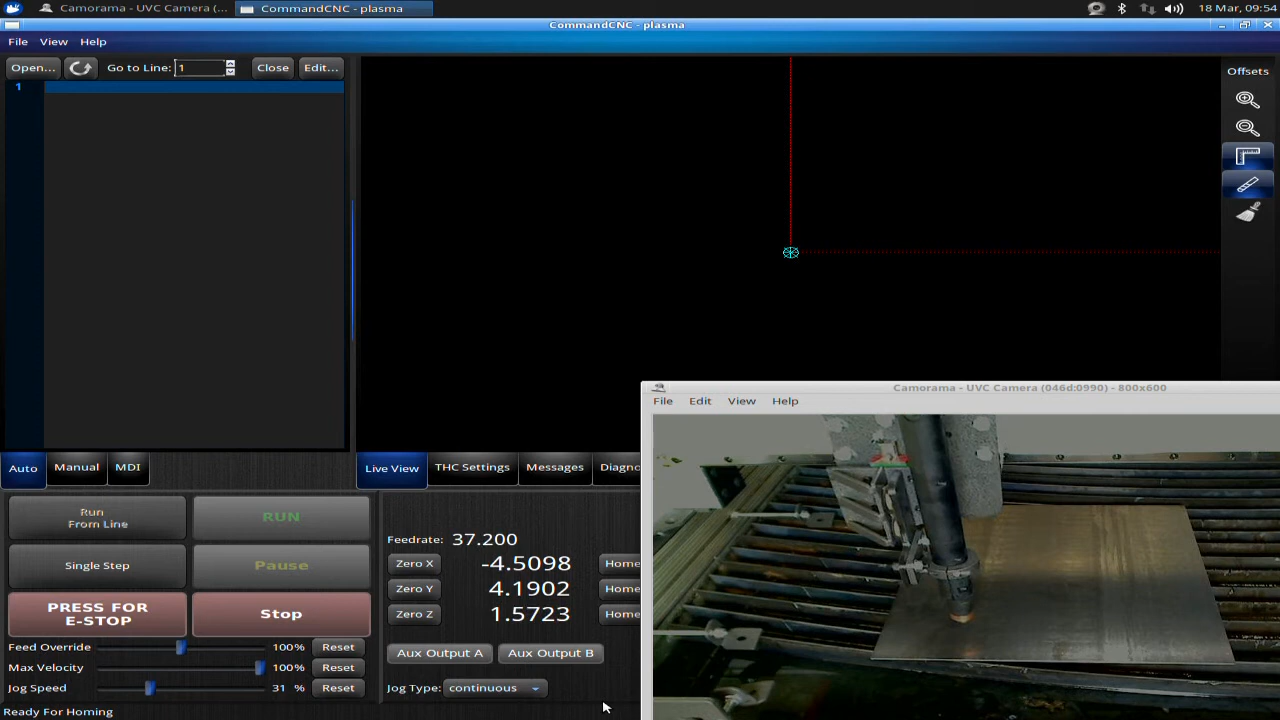 Camorama - UVC Camera (...
CommandCNC - plasma
18 Mar, 09:54
CommandCNC - plasma
File View Help
Open... Go to Line: 1 Close Edit...
Offsets
1
Camorama - UVC Camera (046d:0990) - 800x600
File Edit View Help
Auto Manual MDI
Live View THC Settings Messages Diagno
Run
From Line
RUN
Single Step
Pause
PRESS FOR
E-STOP
Stop
Feed Override 100% Reset
Max Velocity 100% Reset
Jog Speed 31 % Reset
Feedrate: 37.200
Zero X -4.5098 Home
Zero Y 4.1902 Home
Zero Z 1.5723 Home
Aux Output A Aux Output B
Jog Type: continuous
Ready For Homing